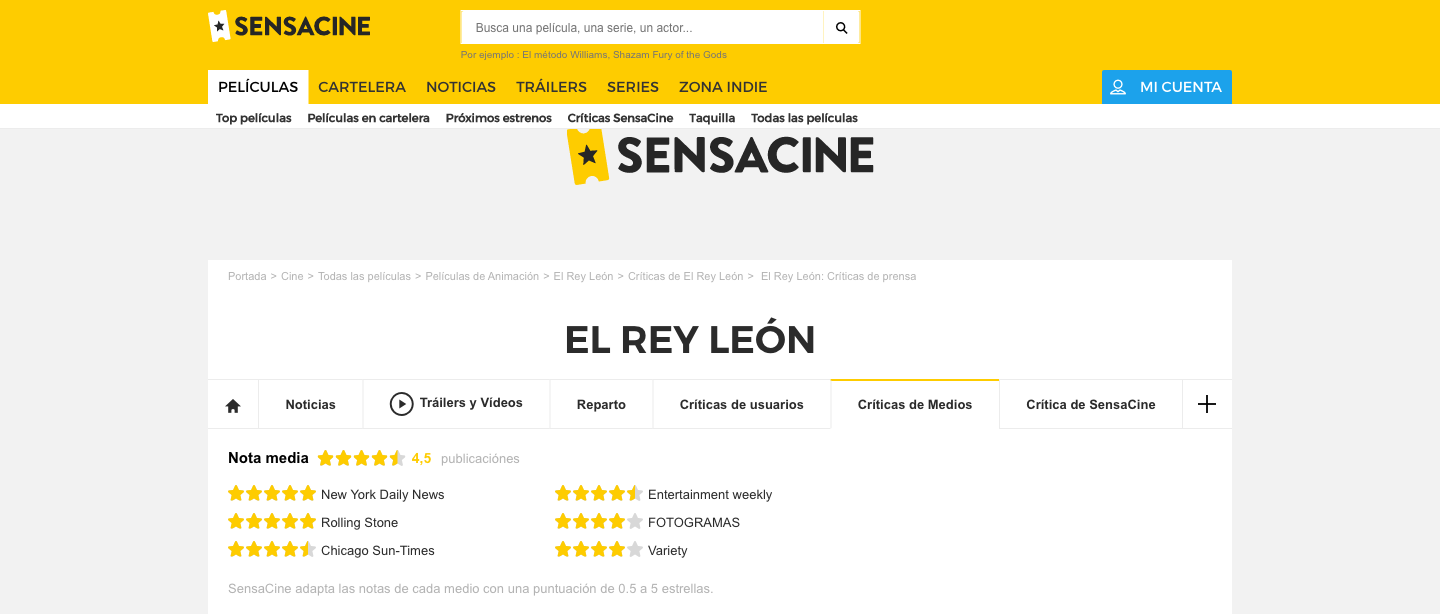 SENSACINE
Busca una película, una serie, un actor...
Por ejemplo : El método Williams, Shazam Fury of the Gods
PELÍCULAS CARTELERA NOTICIAS TRÁILERS SERIES ZONA INDIE MI CUENTA
Top películas Películas en cartelera Próximos estrenos Críticas SensaCine Taquilla Todas las películas
SENSACINE
Portada > Cine > Todas las películas > Películas de Animación > El Rey León > Críticas de El Rey León > El Rey León: Críticas de prensa
EL REY LEÓN
Noticias Tráilers y Vídeos Reparto Críticas de usuarios Críticas de Medios Crítica de SensaCine
Nota media 4,5 publicaciónes
New York Daily News Entertainment weekly
Rolling Stone FOTOGRAMAS
Chicago Sun-Times Variety
SensaCine adapta las notas de cada medio con una puntuación de 0.5 a 5 estrellas.